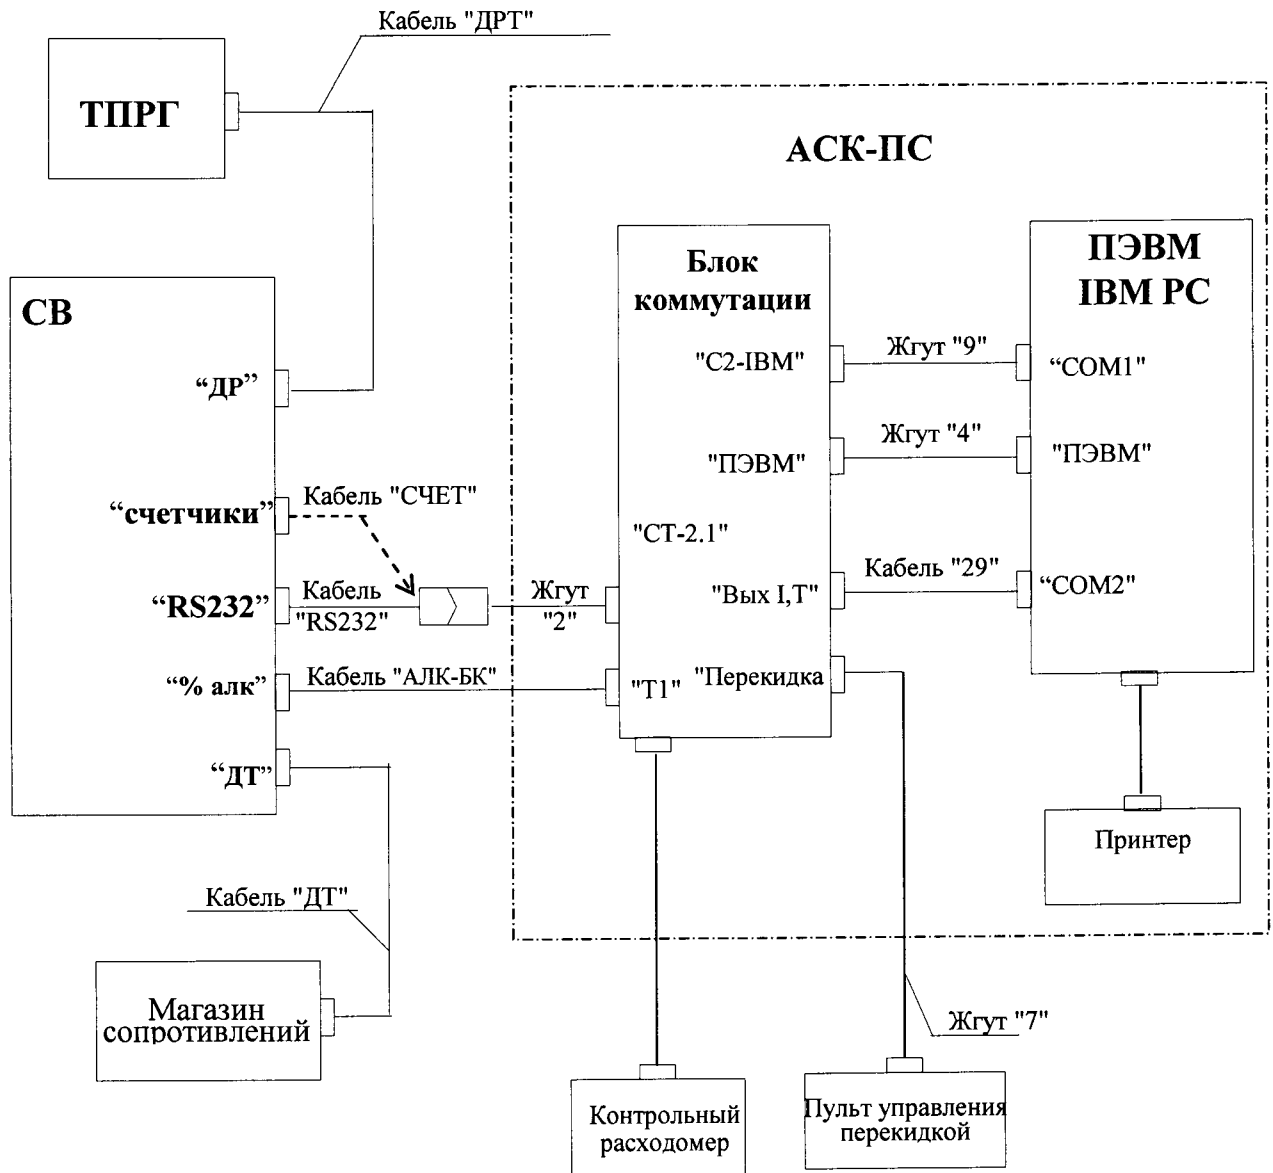 Кабель "ДРТ"
ТПРГ
АСК-ПС
СВ
Блок
коммутации
ПЭВМ
IBM PC
"С2-IBM"
Жгут "9"
“COM1"
“ДР”
"ПЭВМ"
Жгут "4"
"ПЭВМ"
“счетчики”
Кабель "СЧЕТ"
"СТ-2.1"
“RS232”
Кабель
"RS232"
Жгут
"2"
"Вых I,T"
Кабель "29"
“COM2"
“% алк”
Кабель "АЛК-БК"
"Т1"
"Перекидка
“ДТ”
Принтер
Кабель "ДТ"
Магазин
сопротивлений
Жгут "7"
Контрольный
расходомер
Пульт управления
перекидкой